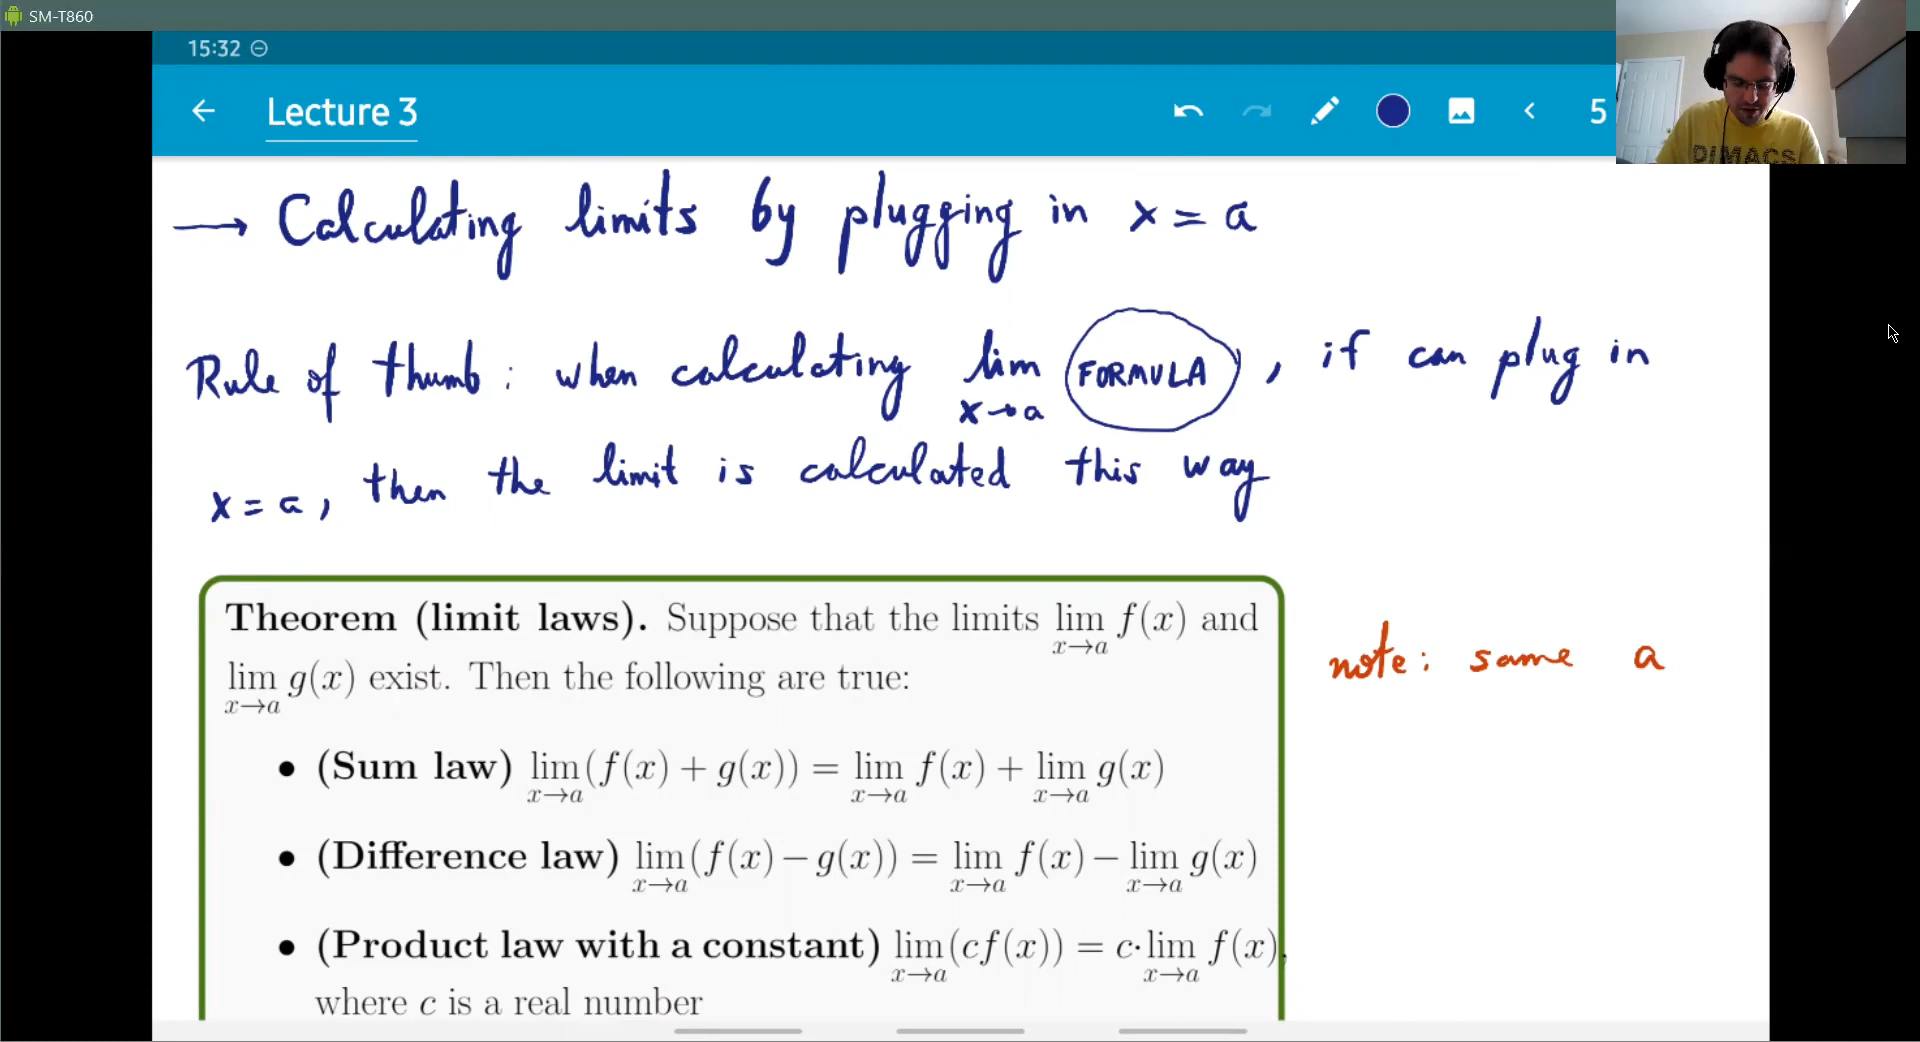 SM-T860
15:32
Lecture 3
5
DIMACS
→ Calculating limits by plugging in x = a
Rule of thumb: when calculating lim x→a FORMULA, if can plug in
x = a, then the limit is calculated this way
Theorem (limit laws). Suppose that the limits lim x→a f(x) and
lim x→a g(x) exist. Then the following are true:
note: same a
• (Sum law) lim x→a (f(x) + g(x)) = lim x→a f(x) + lim x→a g(x)
• (Difference law) lim x→a (f(x) − g(x)) = lim x→a f(x) − lim x→a g(x)
• (Product law with a constant) lim x→a (cf(x)) = c· lim x→a f(x),
where c is a real number